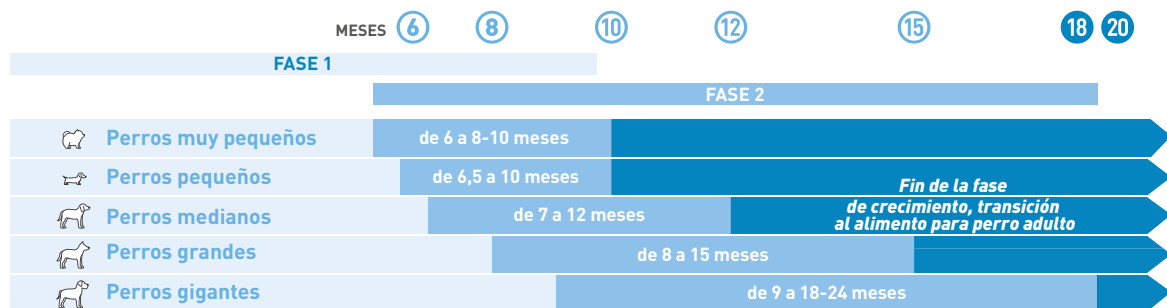 MESES 6 8 10 12 15 18 20
FASE 1
FASE 2
Perros muy pequeños de 6 a 8-10 meses
Perros pequeños de 6,5 a 10 meses
Fin de la fase
de crecimiento, transición
al alimento para perro adulto
Perros medianos de 7 a 12 meses
Perros grandes de 8 a 15 meses
Perros gigantes de 9 a 18-24 meses